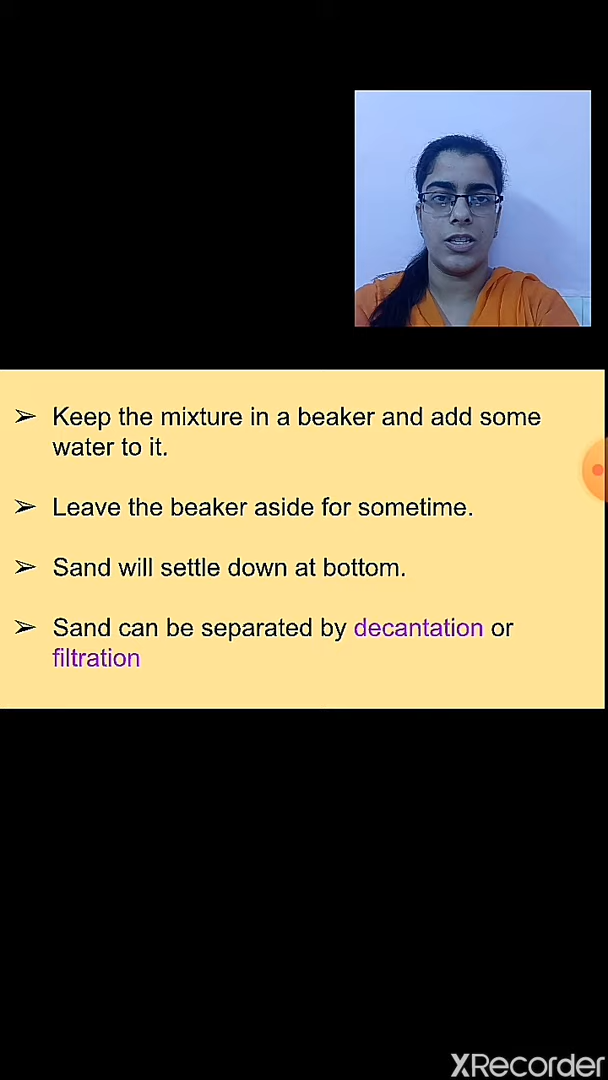 ➢ Keep the mixture in a beaker and add some
water to it.
➢ Leave the beaker aside for sometime.
➢ Sand will settle down at bottom.
➢ Sand can be separated by decantation or
filtration
XRecorder